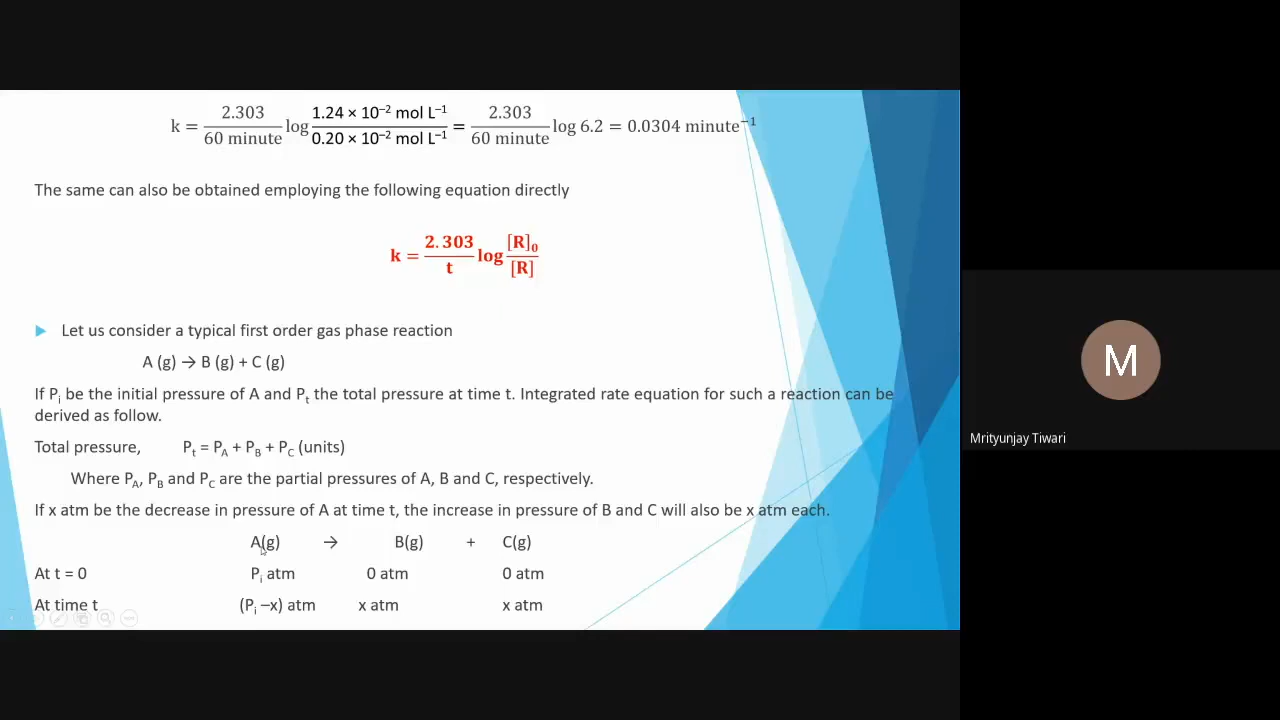 k = 2.303 / 60 minute log 1.24 × 10⁻² mol L⁻¹ / 0.20 × 10⁻² mol L⁻¹ = 2.303 / 60 minute log 6.2 = 0.0304 minute⁻¹
The same can also be obtained employing the following equation directly
k = 2.303 / t log [R]₀ / [R]
Let us consider a typical first order gas phase reaction
A (g) → B (g) + C (g)
If Pᵢ be the initial pressure of A and Pₜ the total pressure at time t. Integrated rate equation for such a reaction can be
derived as follow.
Total pressure, Pₜ = P_A + P_B + P_C (units)
Where P_A, P_B and P_C are the partial pressures of A, B and C, respectively.
If x atm be the decrease in pressure of A at time t, the increase in pressure of B and C will also be x atm each.
A(g) → B(g) + C(g)
At t = 0 Pᵢ atm 0 atm 0 atm
At time t (Pᵢ –x) atm x atm x atm
M
Mrityunjay Tiwari